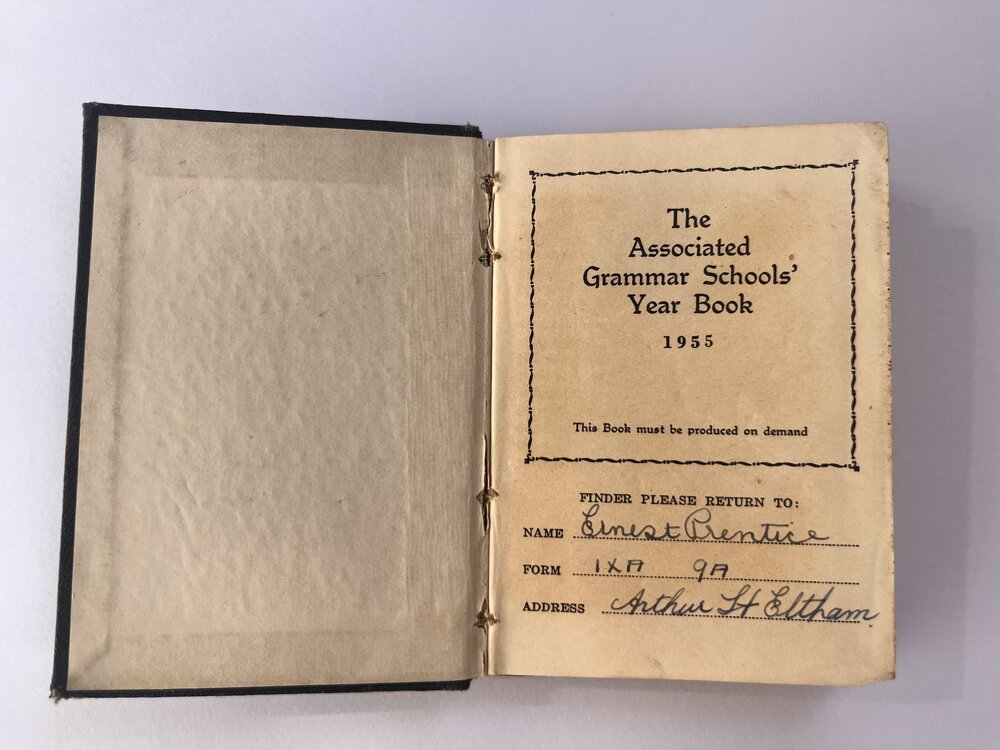 The
Associated
Grammar Schools'
Year Book
1955
This Book must be produced on demand
FINDER PLEASE RETURN TO:
NAME Ernest Prentice
FORM IXA 9A
ADDRESS Arthur St Eltham.